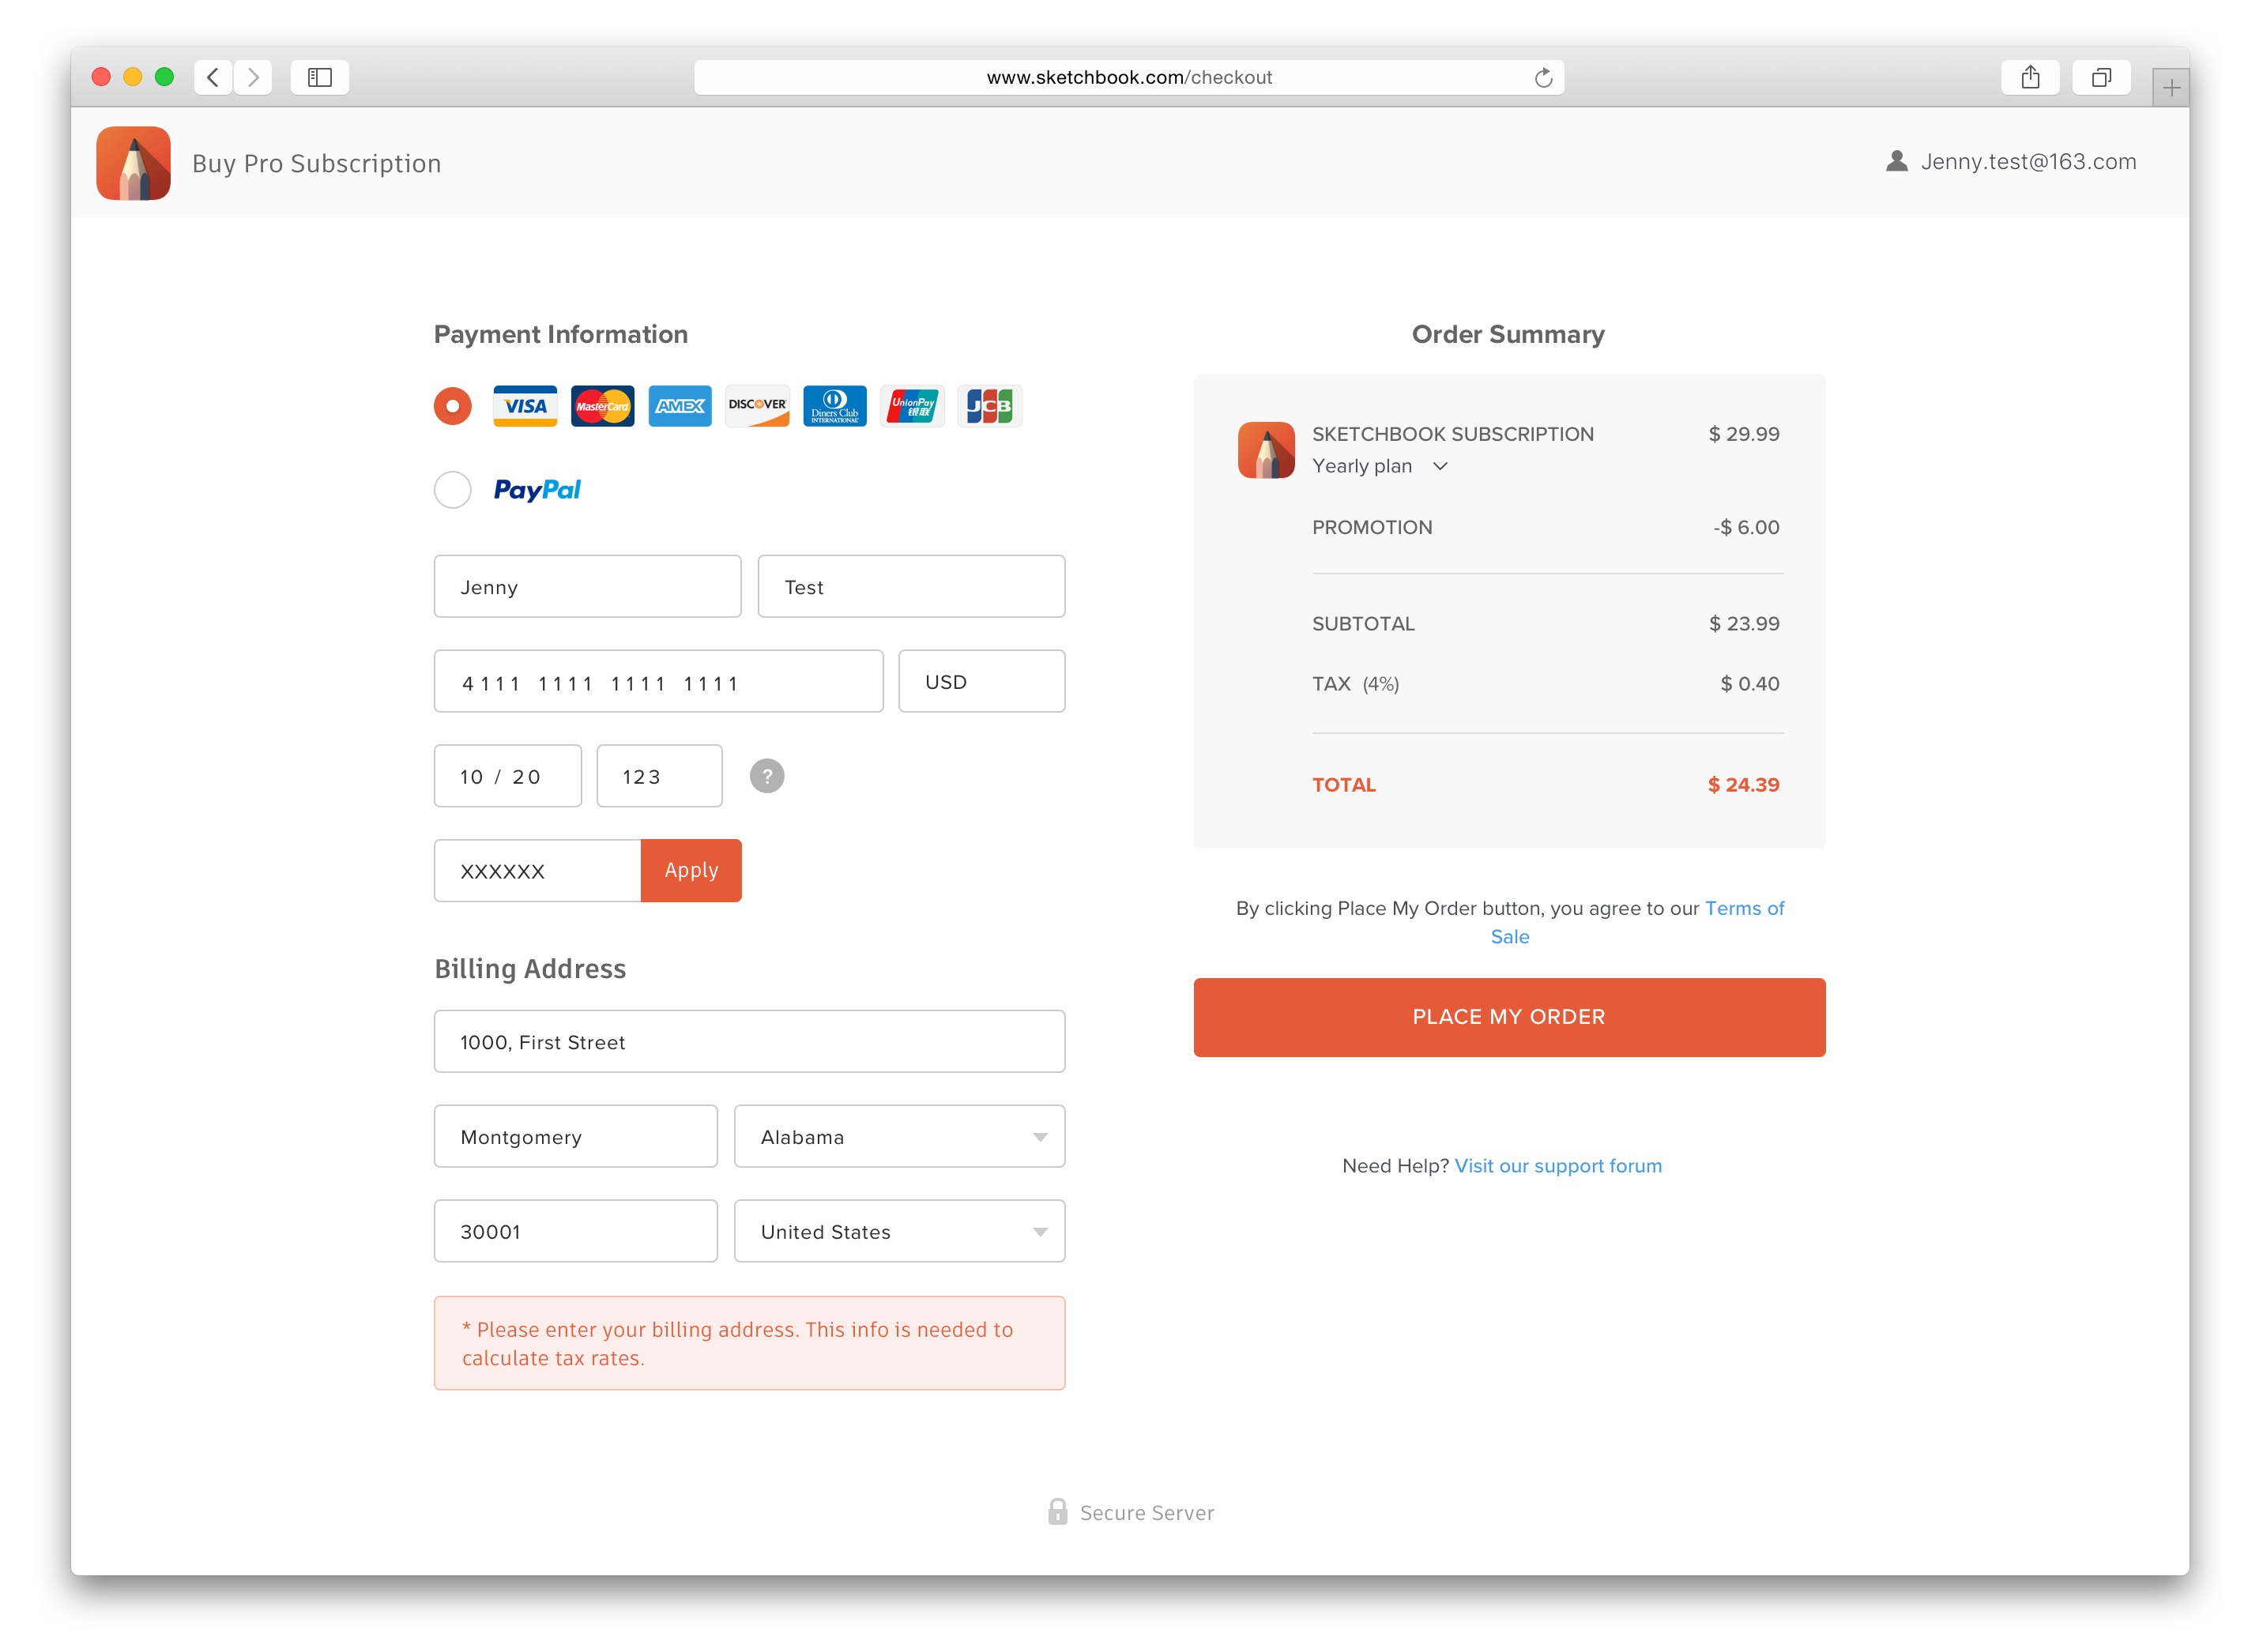 www.sketchbook.com/checkout
Buy Pro Subscription
Jenny.test@163.com
Payment Information
VISA MasterCard AMEX DISCOVER Diners Club INTERNATIONAL UnionPay 银联 JCB
PayPal
Jenny Test
4111 1111 1111 1111 USD
10 / 20 123 ?
XXXXXX Apply
Billing Address
1000, First Street
Montgomery Alabama
30001 United States
* Please enter your billing address. This info is needed to
calculate tax rates.
Order Summary
SKETCHBOOK SUBSCRIPTION $ 29.99
Yearly plan
PROMOTION -$ 6.00
SUBTOTAL $ 23.99
TAX (4%) $ 0.40
TOTAL $ 24.39
By clicking Place My Order button, you agree to our Terms of
Sale
PLACE MY ORDER
Need Help? Visit our support forum
Secure Server